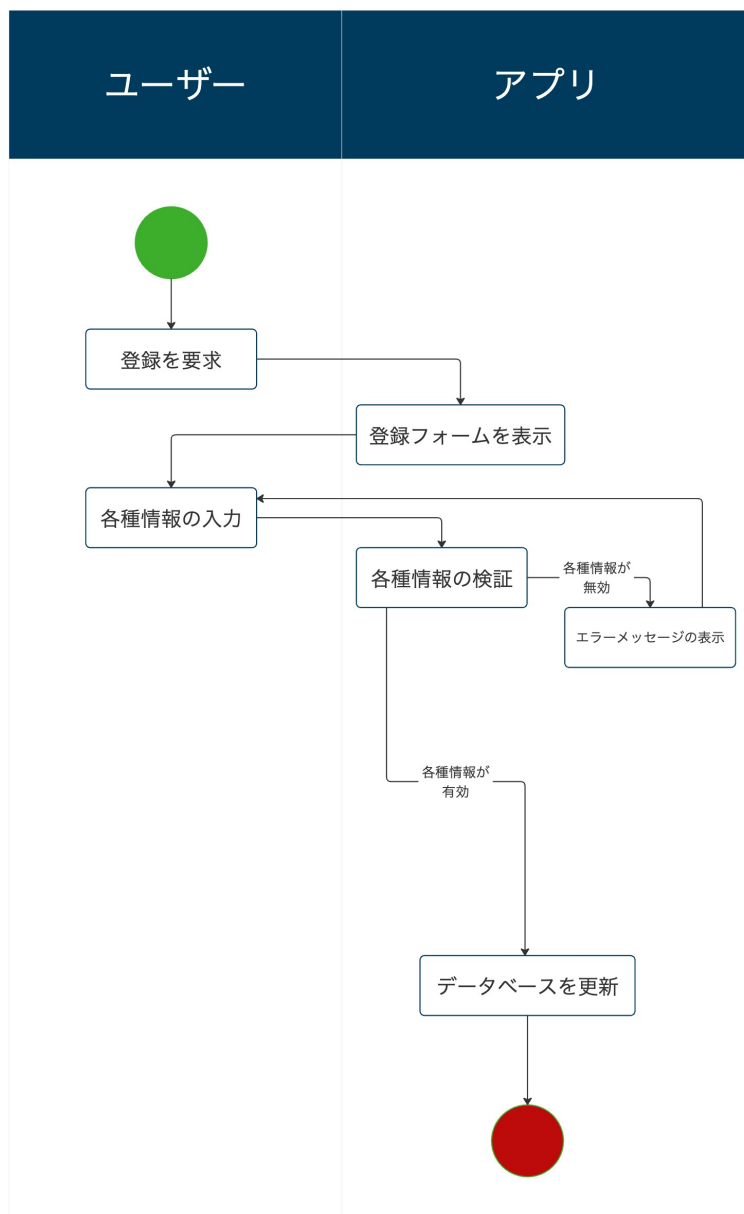 ユーザー
アプリ
登録を要求
登録フォームを表示
各種情報の入力
各種情報の検証
各種情報が
無効
エラーメッセージの表示
各種情報が
有効
データベースを更新